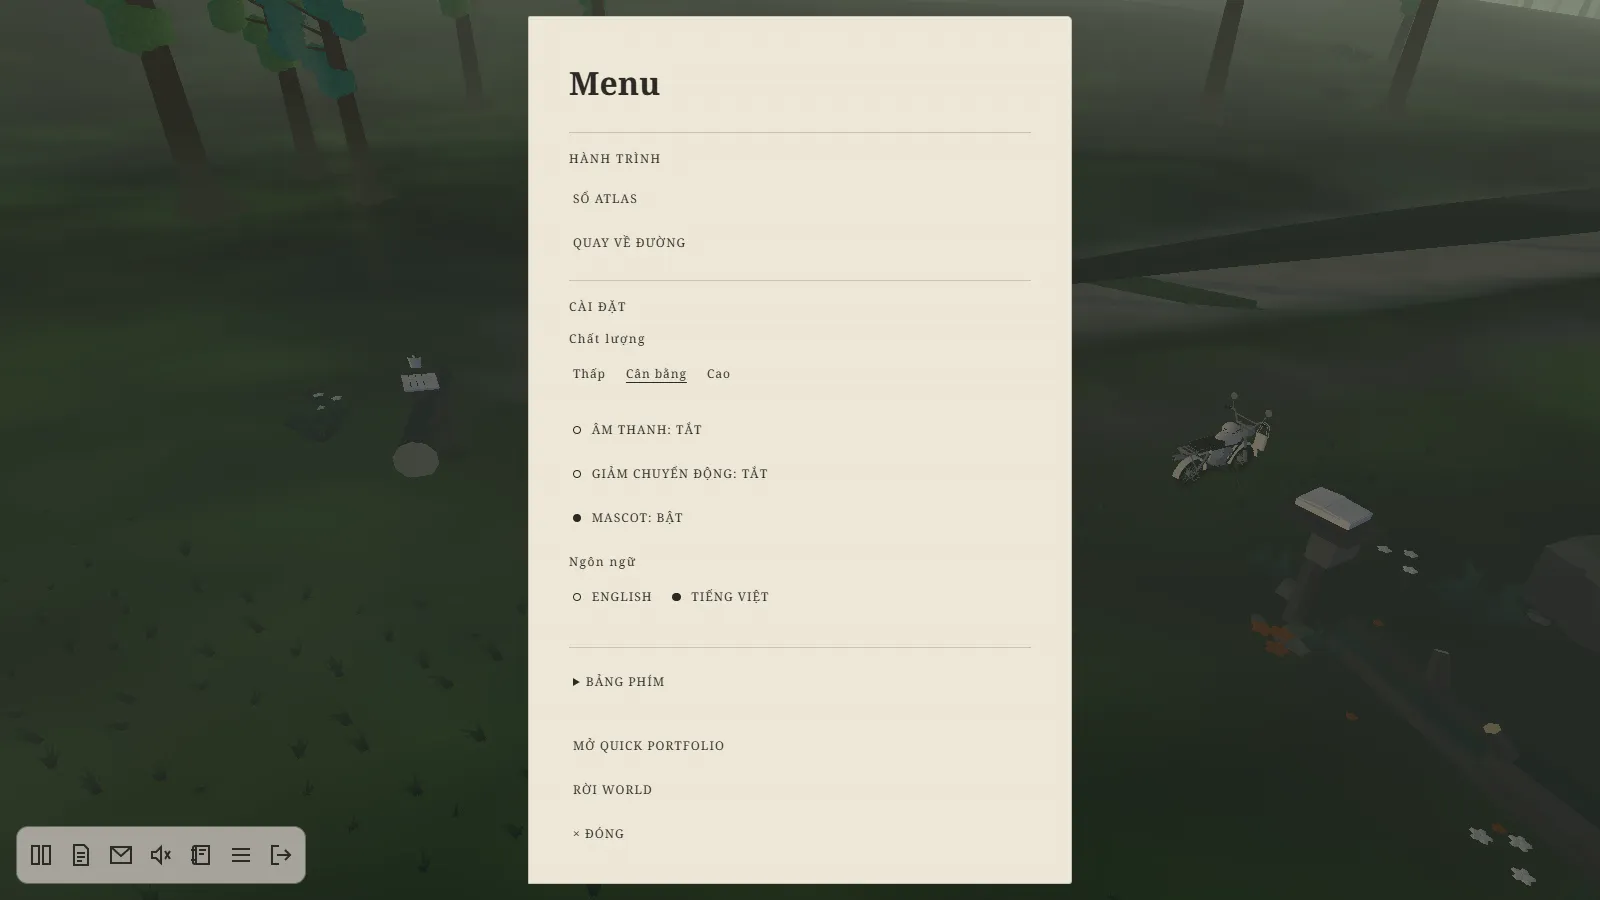 Menu
HÀNH TRÌNH
SỔ ATLAS
QUAY VỀ ĐƯỜNG
CÀI ĐẶT
Chất lượng
Thấp Cân bằng Cao
ÂM THANH: TẮT
GIẢM CHUYỂN ĐỘNG: TẮT
MASCOT: BẬT
Ngôn ngữ
ENGLISH TIẾNG VIỆT
BẢNG PHÍM
MỞ QUICK PORTFOLIO
RỜI WORLD
× ĐÓNG